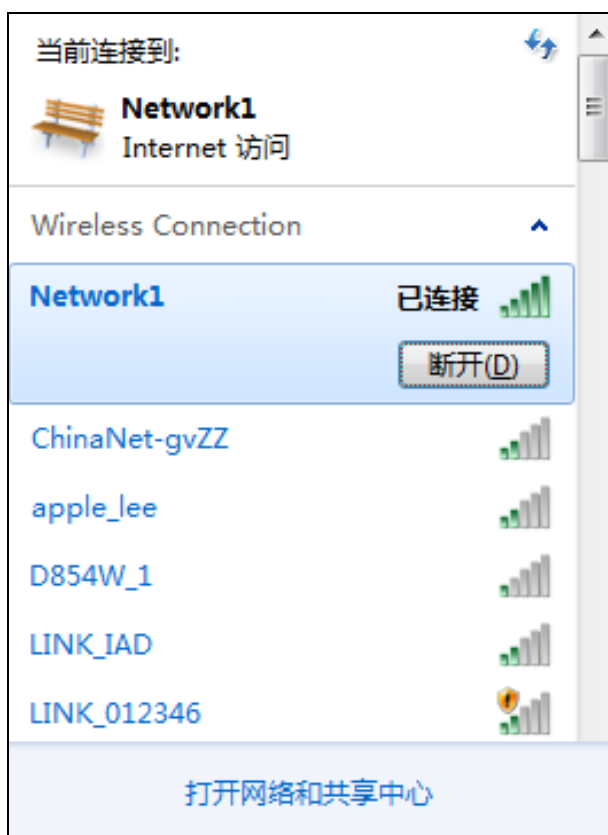 当前连接到:
Network1
Internet 访问
Wireless Connection
Network1 已连接
断开(D)
ChinaNet-gvZZ
apple_lee
D854W_1
LINK_IAD
LINK_012346
打开网络和共享中心